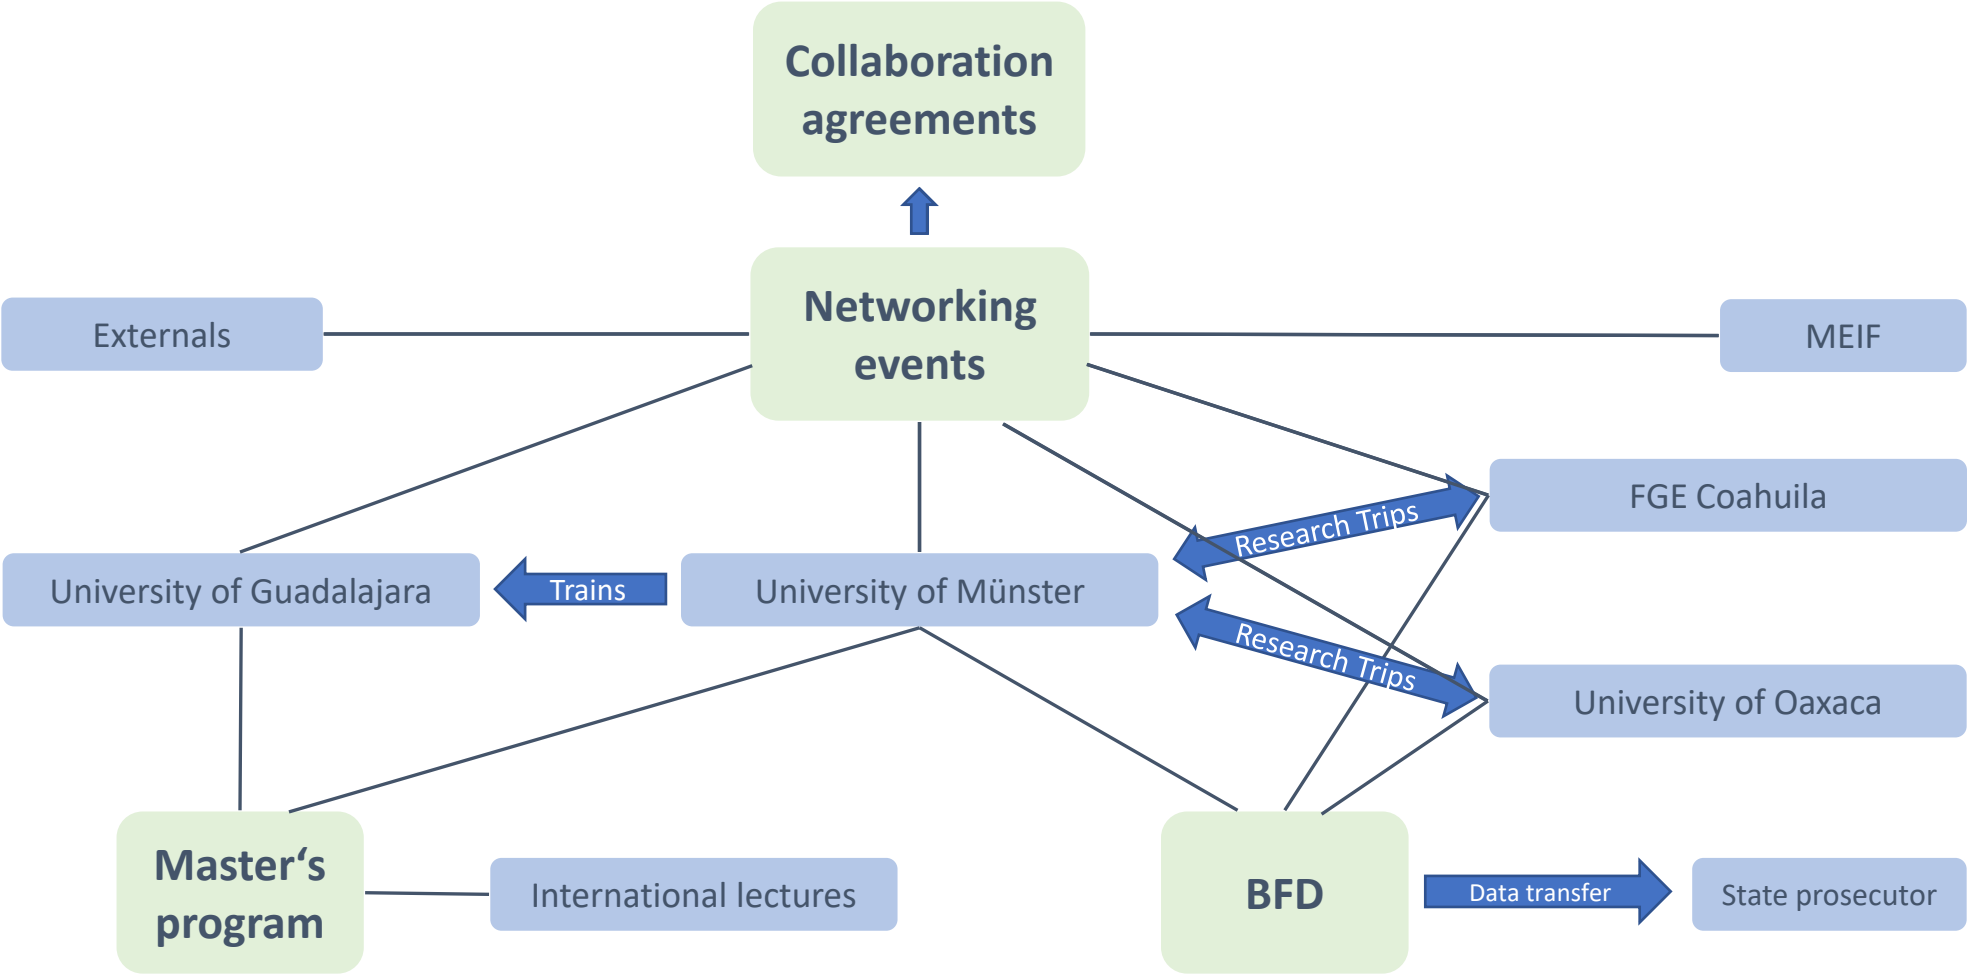 Collaboration
agreements
Networking
events
Externals
MEIF
FGE Coahuila
Research Trips
University of Guadalajara
Trains
University of Münster
Research Trips
University of Oaxaca
Master‘s
program
International lectures
BFD
Data transfer
State prosecutor